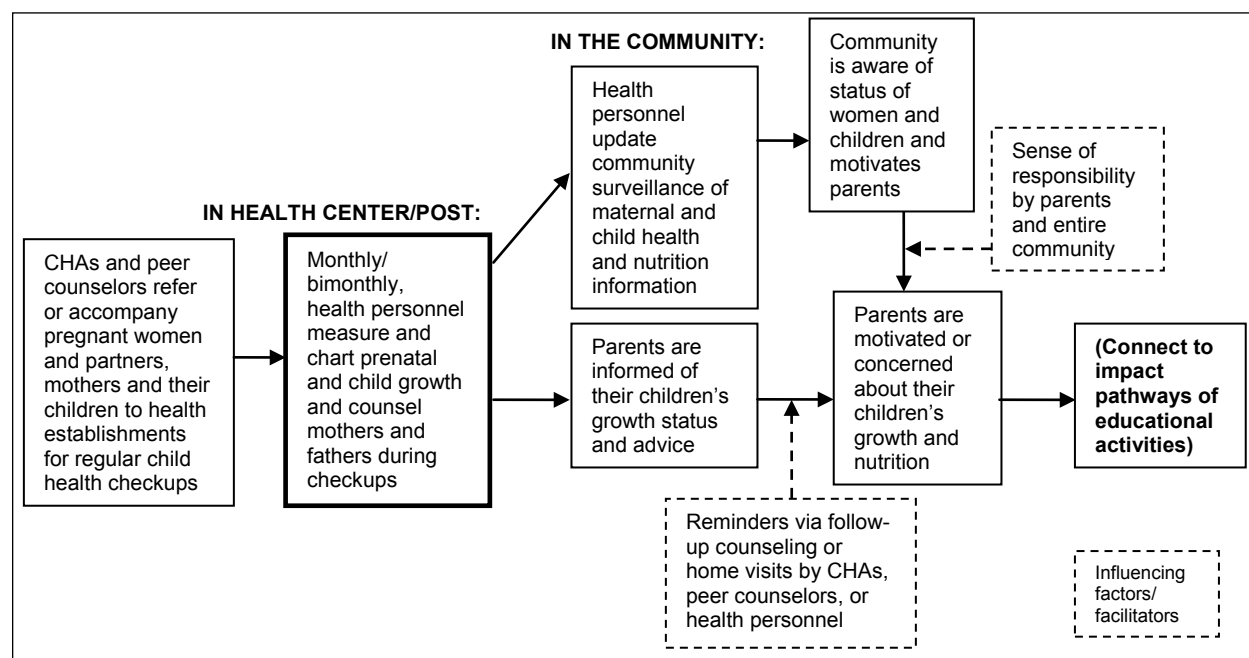 IN HEALTH CENTER/POST:
IN THE COMMUNITY:
CHAs and peer
counselors refer
or accompany
pregnant women
and partners,
mothers and their
children to health
establishments
for regular child
health checkups
Monthly/
bimonthly,
health personnel
measure and
chart prenatal
and child growth
and counsel
mothers and
fathers during
checkups
Health
personnel
update
community
surveillance of
maternal and
child health
and nutrition
information
Community
is aware of
status of
women and
children and
motivates
parents
Sense of
responsibility
by parents
and entire
community
Parents are
informed of
their children’s
growth status
and advice
Reminders via follow-
up counseling or
home visits by CHAs,
peer counselors, or
health personnel
Parents are
motivated or
concerned
about their
children’s
growth and
nutrition
(Connect to
impact
pathways of
educational
activities)
Influencing
factors/
facilitators